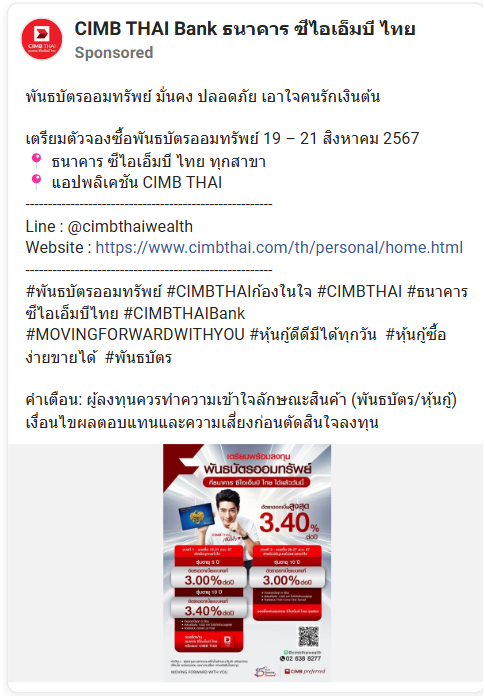 CIMB THAI Bank ธนาคาร ซีไอเอ็มบี ไทย
Sponsored
CIMB THAI
พันธบัตรออมทรัพย์ มั่นคง ปลอดภัย เอาใจคนรักเงินต้น
เตรียมตัวจองซื้อพันธบัตรออมทรัพย์ 19 – 21 สิงหาคม 2567
📍 ธนาคาร ซีไอเอ็มบี ไทย ทุกสาขา
📍 แอปพลิเคชัน CIMB THAI
--------------------------------------------------------
Line : @cimbthaiwealth
Website : https://www.cimbthai.com/th/personal/home.html
--------------------------------------------------------
#พันธบัตรออมทรัพย์ #CIMBTHAIก้องในใจ #CIMBTHAI #ธนาคาร
ซีไอเอ็มบีไทย #CIMBTHAIBank
#MOVINGFORWARDWITHYOU #หุ้นกู้ดีดีมีได้ทุกวัน #หุ้นกู้ซื้อ
ง่ายขายได้ #พันธบัตร
คำเตือน: ผู้ลงทุนควรทำความเข้าใจลักษณะสินค้า (พันธบัตร/หุ้นกู้)
เงื่อนไขผลตอบแทนและความเสี่ยงก่อนตัดสินใจลงทุน
เตรียมพร้อมลงทุน
พันธบัตรออมทรัพย์
ที่ธนาคาร ซีไอเอ็มบี ไทย ได้แล้ววันนี้
อัตราดอกเบี้ยสูงสุด
3.40%
ต่อปี
รุ่นอายุ 5 ปี
3.00% ต่อปี
รุ่นอายุ 10 ปี
3.40% ต่อปี
รุ่นอายุ 10 ปี
3.00% ต่อปี
@cimbthaiwealth
02 638 8277
MOVING FORWARD WITH YOU
CIMB preferred